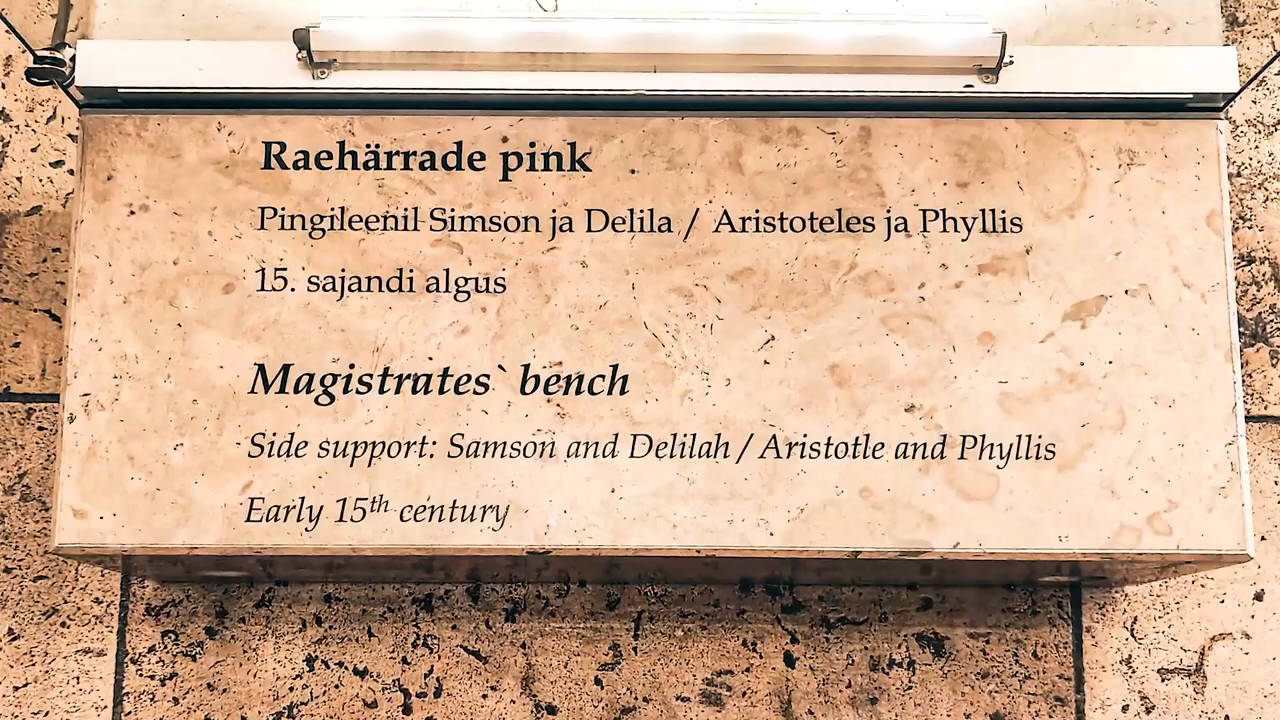 Raehärrade pink
Pingileenil Simson ja Delila / Aristoteles ja Phyllis
15. sajandi algus
Magistrates` bench
Side support: Samson and Delilah / Aristotle and Phyllis
Early 15th century